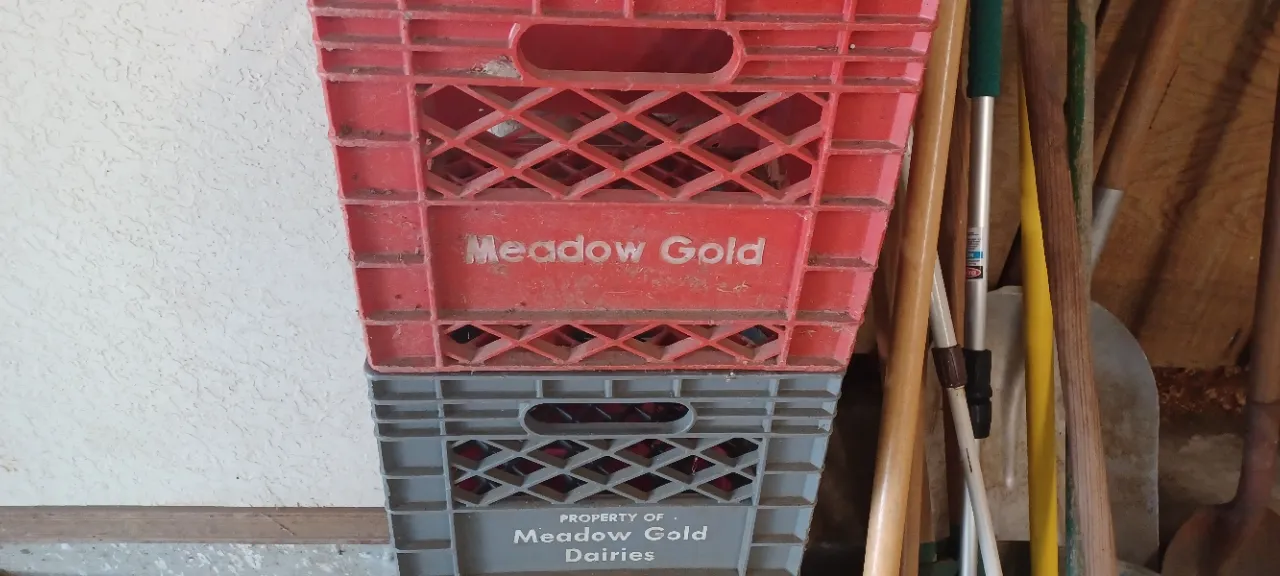 Meadow Gold
PROPERTY OF
Meadow Gold
Dairies